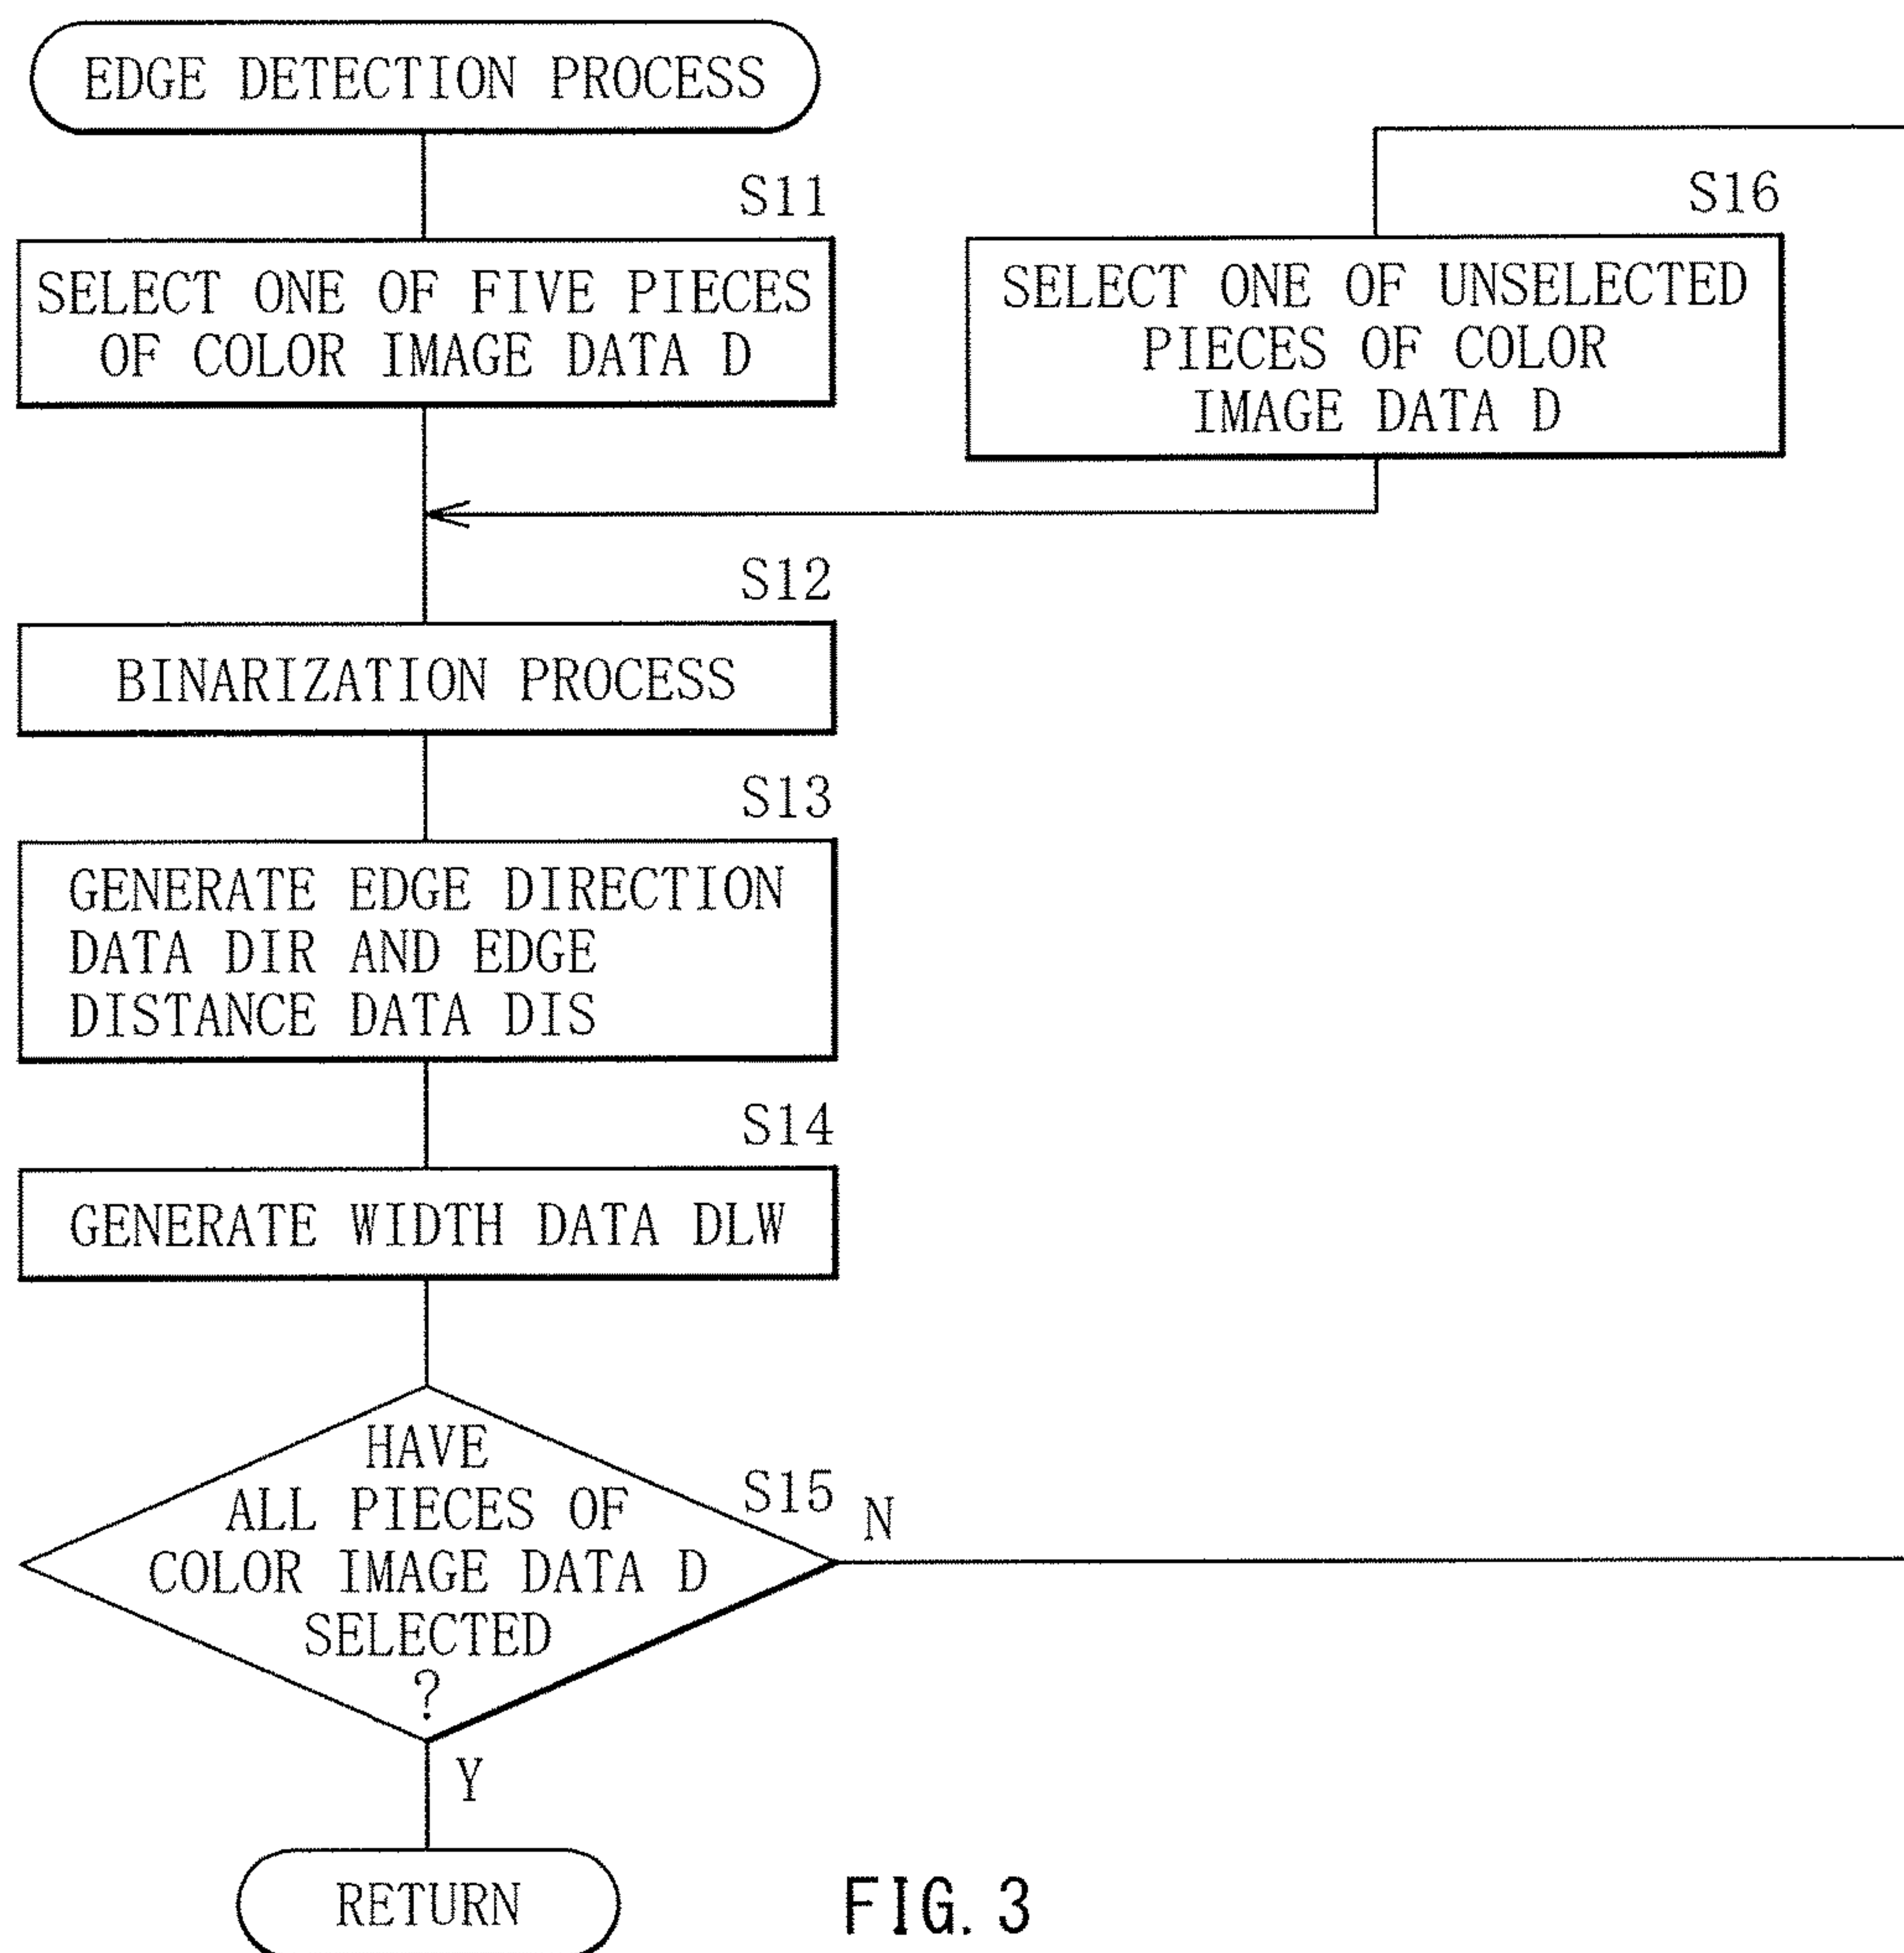 EDGE DETECTION PROCESS
S11
SELECT ONE OF FIVE PIECES
OF COLOR IMAGE DATA D
S16
SELECT ONE OF UNSELECTED
PIECES OF COLOR
IMAGE DATA D
S12
BINARIZATION PROCESS
S13
GENERATE EDGE DIRECTION
DATA DIR AND EDGE
DISTANCE DATA DIS
S14
GENERATE WIDTH DATA DLW
S15
HAVE
ALL PIECES OF
COLOR IMAGE DATA D
SELECTED
?
N
Y
RETURN
FIG. 3